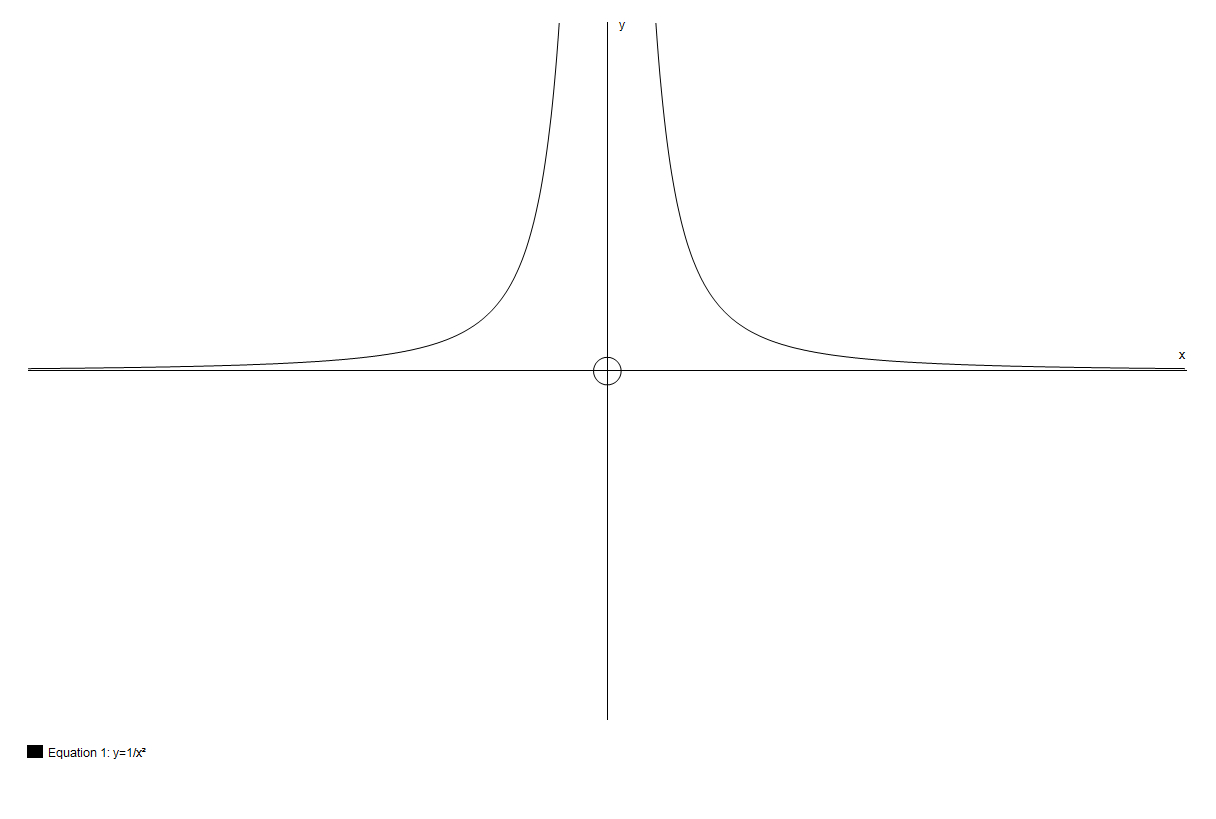 y
x
Equation 1: y=1/x²